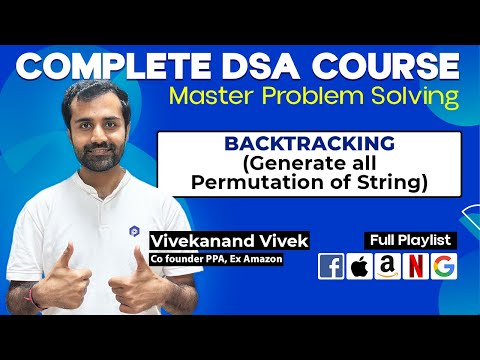 COMPLETE DSA COURSE
Master Problem Solving
BACKTRACKING
(Generate all
Permutation of String)
Vivekanand Vivek
Co founder PPA, Ex Amazon
Full Playlist